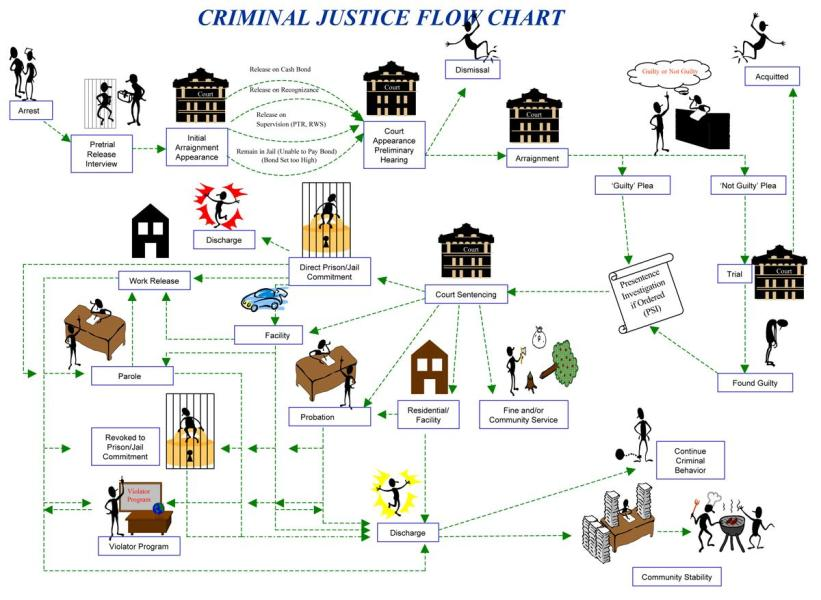 CRIMINAL JUSTICE FLOW CHART
Arrest
Pretrial
Release
Interview
Court
Initial
Arraignment
Appearance
Release on Cash Bond
Release on Recognizance
Release on
Supervision (PTR, RWS)
Remain in Jail (Unable to Pay Bond)
(Bond Set too High)
Court
Court
Appearance
Preliminary
Hearing
Dismissal
Court
Arraignment
Guilty or Not Guilty
Acquitted
'Guilty' Plea
'Not Guilty' Plea
Discharge
Direct Prison/Jail
Commitment
Work Release
Court
Court Sentencing
Presentence
Investigation
if Ordered
(PSI)
Trial
Court
Facility
Parole
Found Guilty
Probation
Residential/
Facility
Fine and/or
Community Service
Revoked to
Prison/Jail
Commitment
Continue
Criminal
Behavior
Violator
Program
Violator Program
Discharge
Community Stability